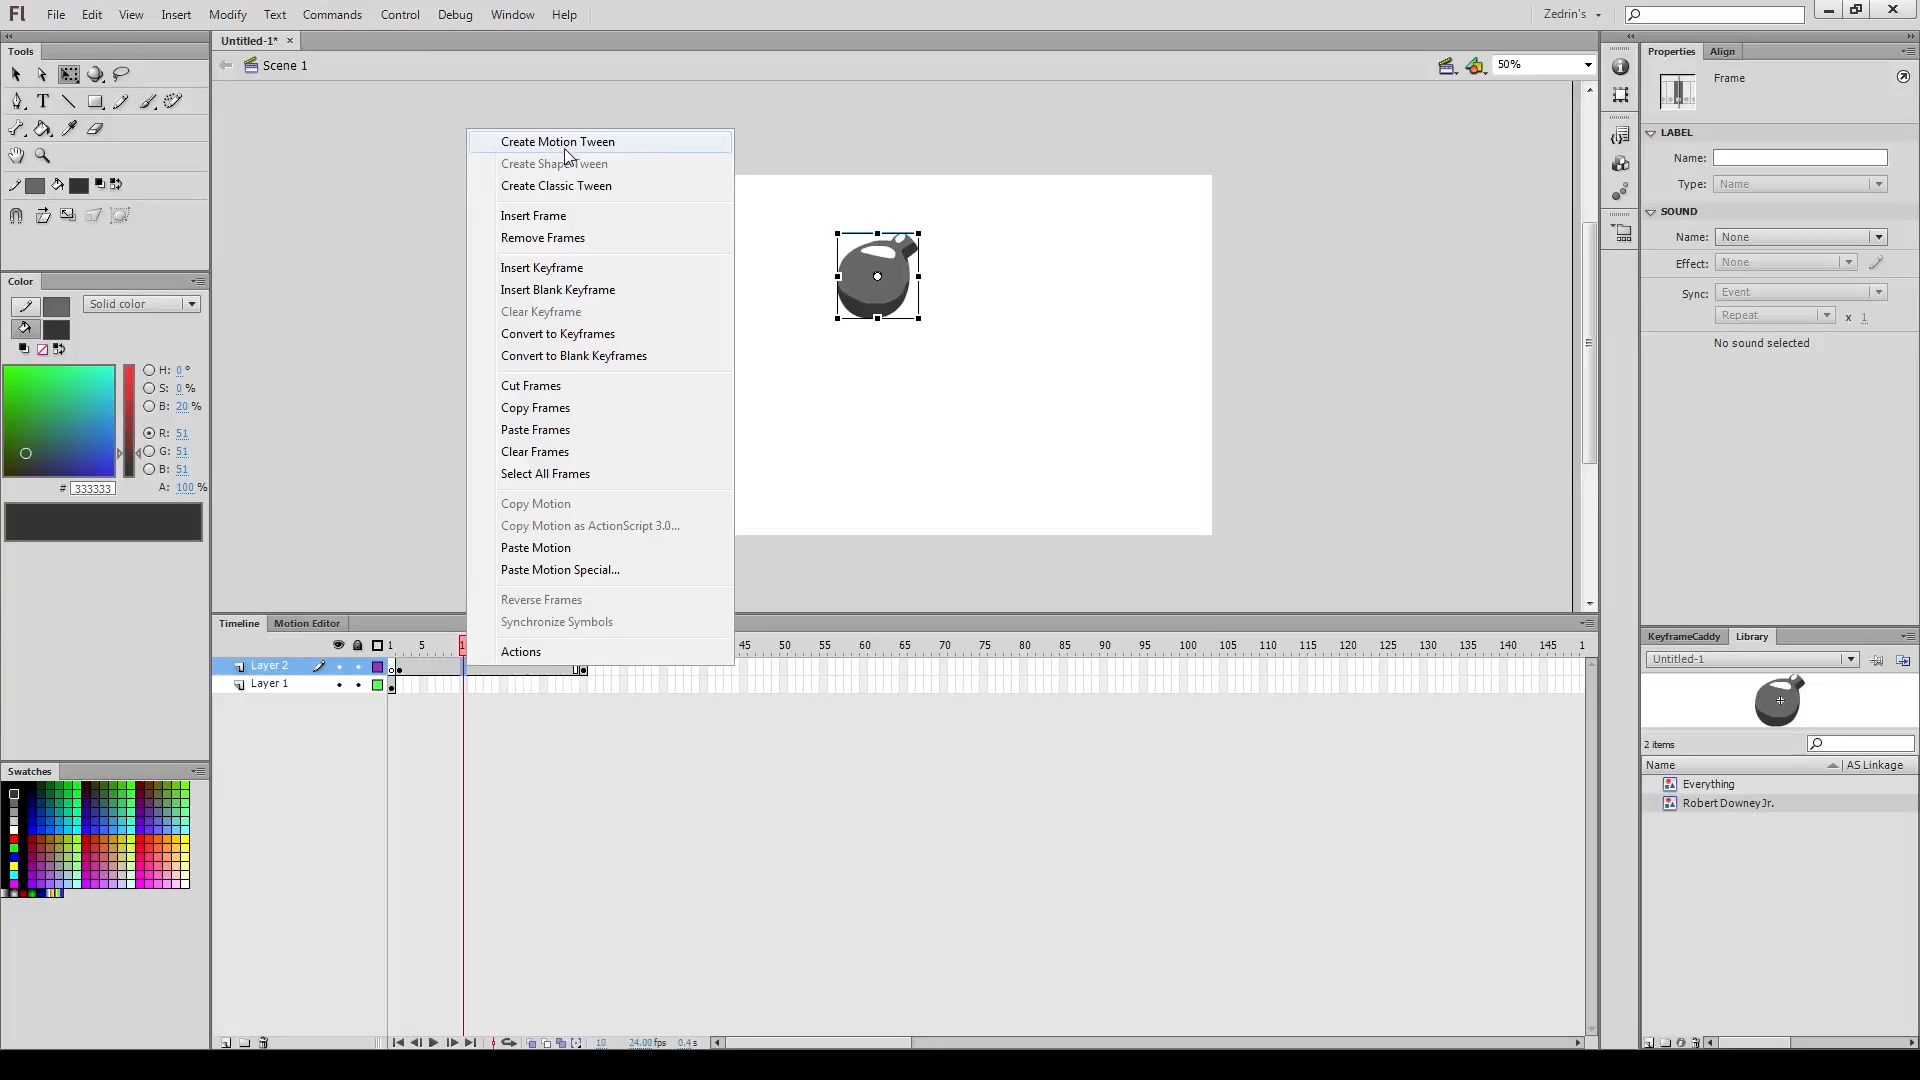 Fl File Edit View Insert Modify Text Commands Control Debug Window Help Zedrin's
Tools
Untitled-1* ×
Scene 1
50%
Properties Align
Frame
LABEL
Name:
Type: Name
SOUND
Name: None
Effect: None
Sync: Event
Repeat x 1
No sound selected
Create Motion Tween
Create Shape Tween
Create Classic Tween
Insert Frame
Remove Frames
Insert Keyframe
Insert Blank Keyframe
Clear Keyframe
Convert to Keyframes
Convert to Blank Keyframes
Cut Frames
Copy Frames
Paste Frames
Clear Frames
Select All Frames
Copy Motion
Copy Motion as ActionScript 3.0...
Paste Motion
Paste Motion Special...
Reverse Frames
Synchronize Symbols
Actions
Color
Solid color
H: 0 °
S: 0 %
B: 20 %
R: 51
G: 51
B: 51
# 333333 A: 100 %
Swatches
Timeline Motion Editor
1 5 45 50 55 60 65 70 75 80 85 90 95 100 105 110 115 120 125 130 135 140 145 1
Layer 2
Layer 1
10 24.00 fps 0.4 s
KeyframeCaddy Library
Untitled-1
2 items
Name AS Linkage
Everything
Robert Downey Jr.